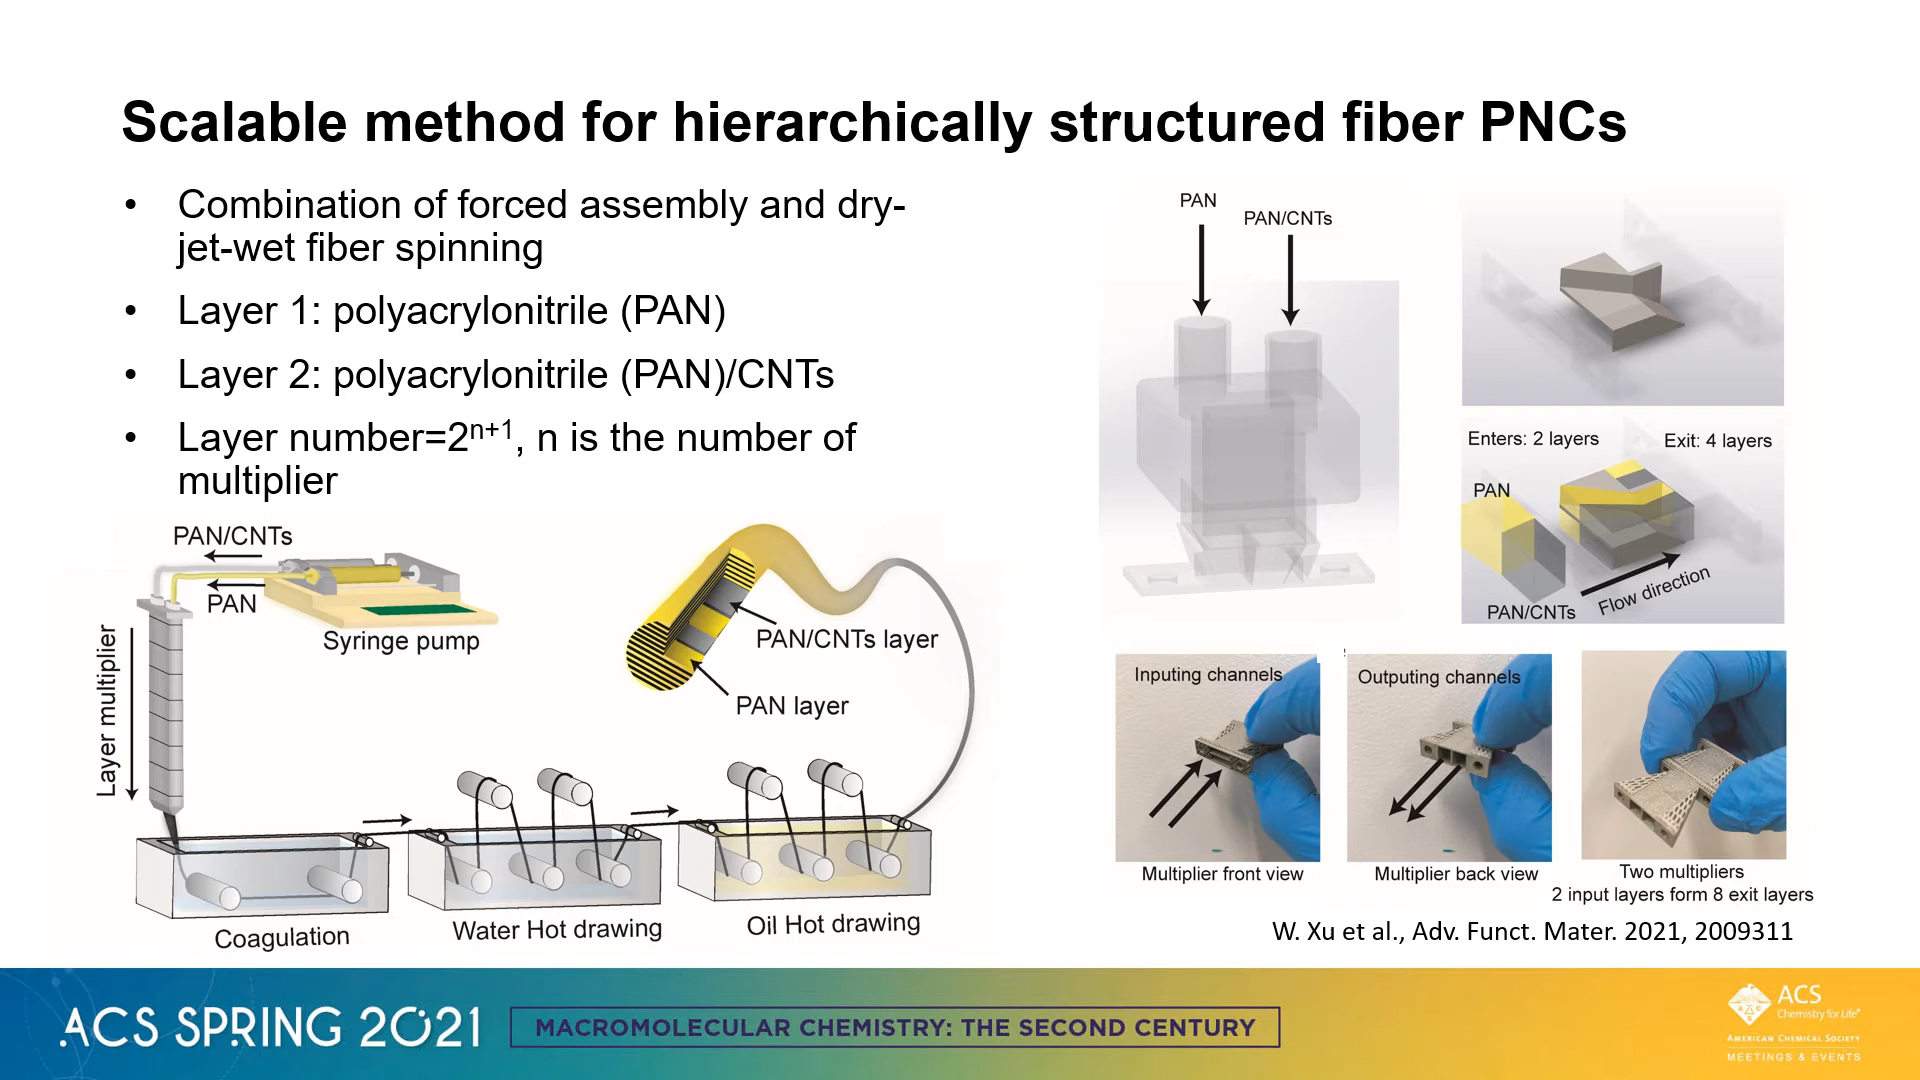 Scalable method for hierarchically structured fiber PNCs
• Combination of forced assembly and dry-
jet-wet fiber spinning
• Layer 1: polyacrylonitrile (PAN)
• Layer 2: polyacrylonitrile (PAN)/CNTs
• Layer number=2ⁿ⁺¹, n is the number of
multiplier
PAN/CNTs
PAN
Syringe pump
Layer multiplier
PAN/CNTs layer
PAN layer
Coagulation
Water Hot drawing
Oil Hot drawing
PAN
PAN/CNTs
Enters: 2 layers
Exit: 4 layers
PAN
PAN/CNTs
Flow direction
Inputing channels
Outputing channels
Multiplier front view
Multiplier back view
Two multipliers
2 input layers form 8 exit layers
W. Xu et al., Adv. Funct. Mater. 2021, 2009311
ACS SPRING 2021
MACROMOLECULAR CHEMISTRY: THE SECOND CENTURY
ACS
Chemistry for Life®
AMERICAN CHEMICAL SOCIETY
MEETINGS & EVENTS